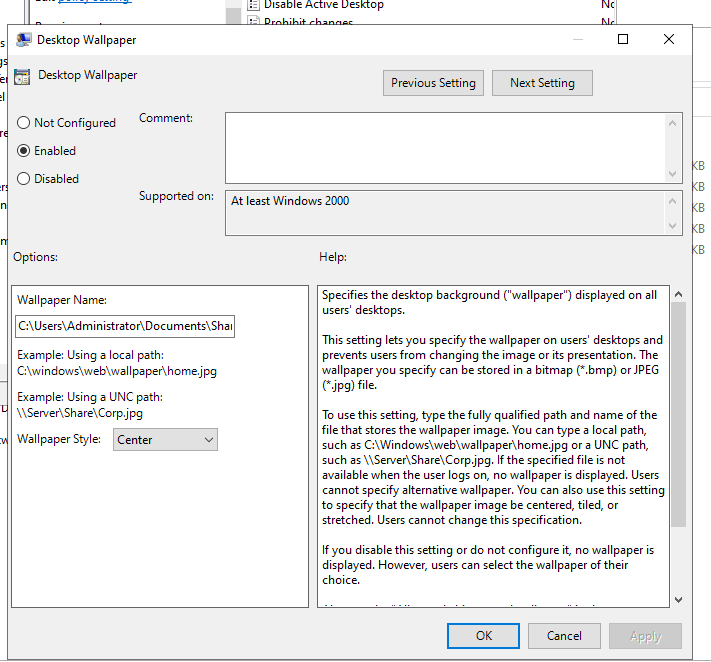 policy setting
Disable Active Desktop
Prohibit changes
Desktop Wallpaper
Desktop Wallpaper
Previous Setting
Next Setting
Not Configured
Enabled
Disabled
Comment:
Supported on:
At least Windows 2000
Options:
Help:
Wallpaper Name:
C:\Users\Administrator\Documents\Shar
Example: Using a local path:
C:\windows\web\wallpaper\home.jpg
Example: Using a UNC path:
\\Server\Share\Corp.jpg
Wallpaper Style:
Center
Specifies the desktop background ("wallpaper") displayed on all
users' desktops.
This setting lets you specify the wallpaper on users' desktops and
prevents users from changing the image or its presentation. The
wallpaper you specify can be stored in a bitmap (*.bmp) or JPEG
(*.jpg) file.
To use this setting, type the fully qualified path and name of the
file that stores the wallpaper image. You can type a local path,
such as C:\Windows\web\wallpaper\home.jpg or a UNC path,
such as \\Server\Share\Corp.jpg. If the specified file is not
available when the user logs on, no wallpaper is displayed. Users
cannot specify alternative wallpaper. You can also use this setting
to specify that the wallpaper image be centered, tiled, or
stretched. Users cannot change this specification.
If you disable this setting or do not configure it, no wallpaper is
displayed. However, users can select the wallpaper of their
choice.
OK
Cancel
Apply
KB
KB
KB
KB
KB